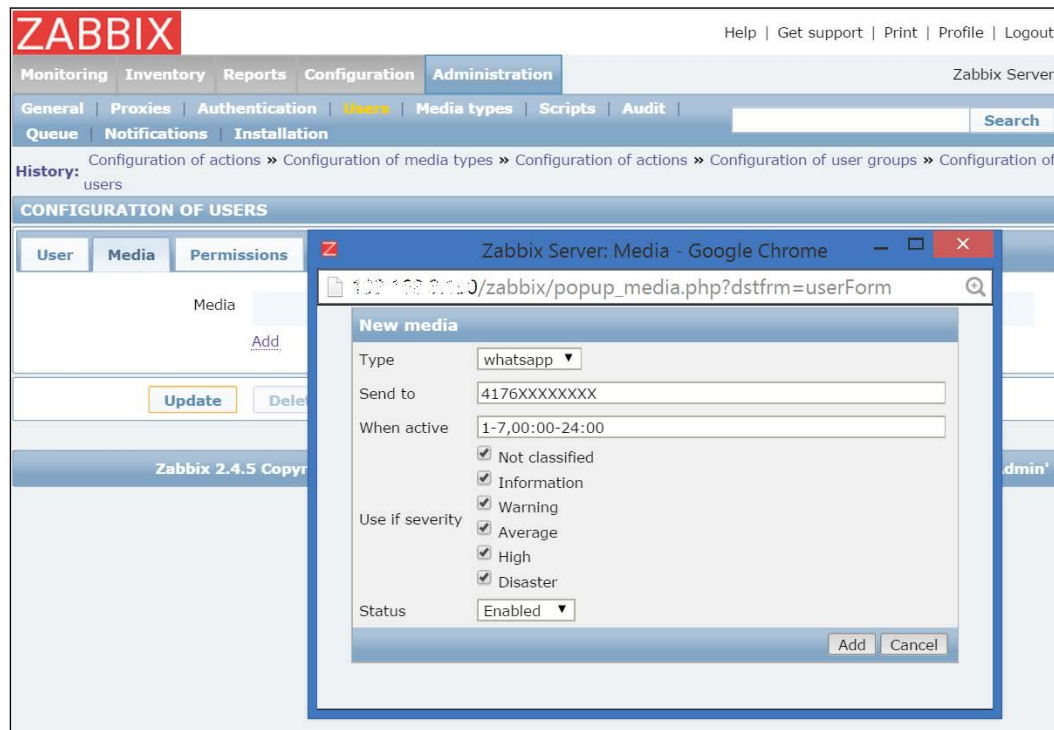 ZABBIX
Help | Get support | Print | Profile | Logout
Monitoring Inventory Reports Configuration Administration
Zabbix Server
General | Proxies | Authentication | Users | Media types | Scripts | Audit |
Queue | Notifications | Installation
Search
History: Configuration of actions » Configuration of media types » Configuration of actions » Configuration of user groups » Configuration of
users
CONFIGURATION OF USERS
User Media Permissions
Zabbix Server: Media - Google Chrome
0/zabbix/popup_media.php?dstfrm=userForm
Media
Add
Update
Zabbix 2.4.5
New media
Type whatsapp
Send to 4176XXXXXXXX
When active 1-7,00:00-24:00
Use if severity
Not classified
Information
Warning
Average
High
Disaster
Status Enabled
Add Cancel